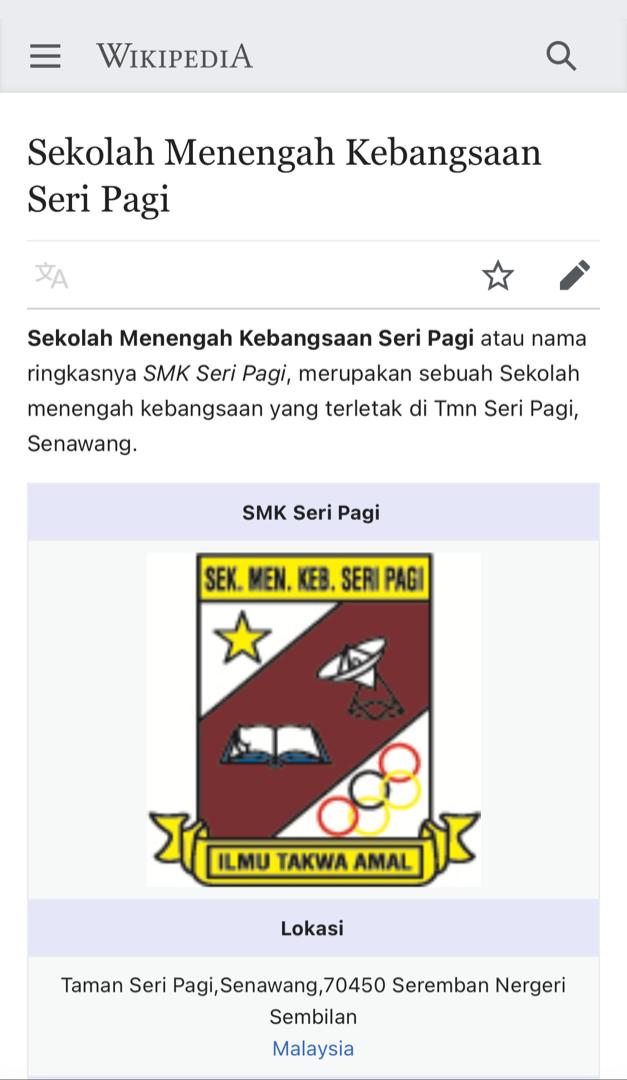 WIKIPEDIA
Sekolah Menengah Kebangsaan
Seri Pagi
文A
Sekolah Menengah Kebangsaan Seri Pagi atau nama
ringkasnya SMK Seri Pagi, merupakan sebuah Sekolah
menengah kebangsaan yang terletak di Tmn Seri Pagi,
Senawang.
SMK Seri Pagi
SEK. MEN. KEB. SERI PAGI
ILMU TAKWA AMAL
Lokasi
Taman Seri Pagi,Senawang,70450 Seremban Nergeri
Sembilan
Malaysia